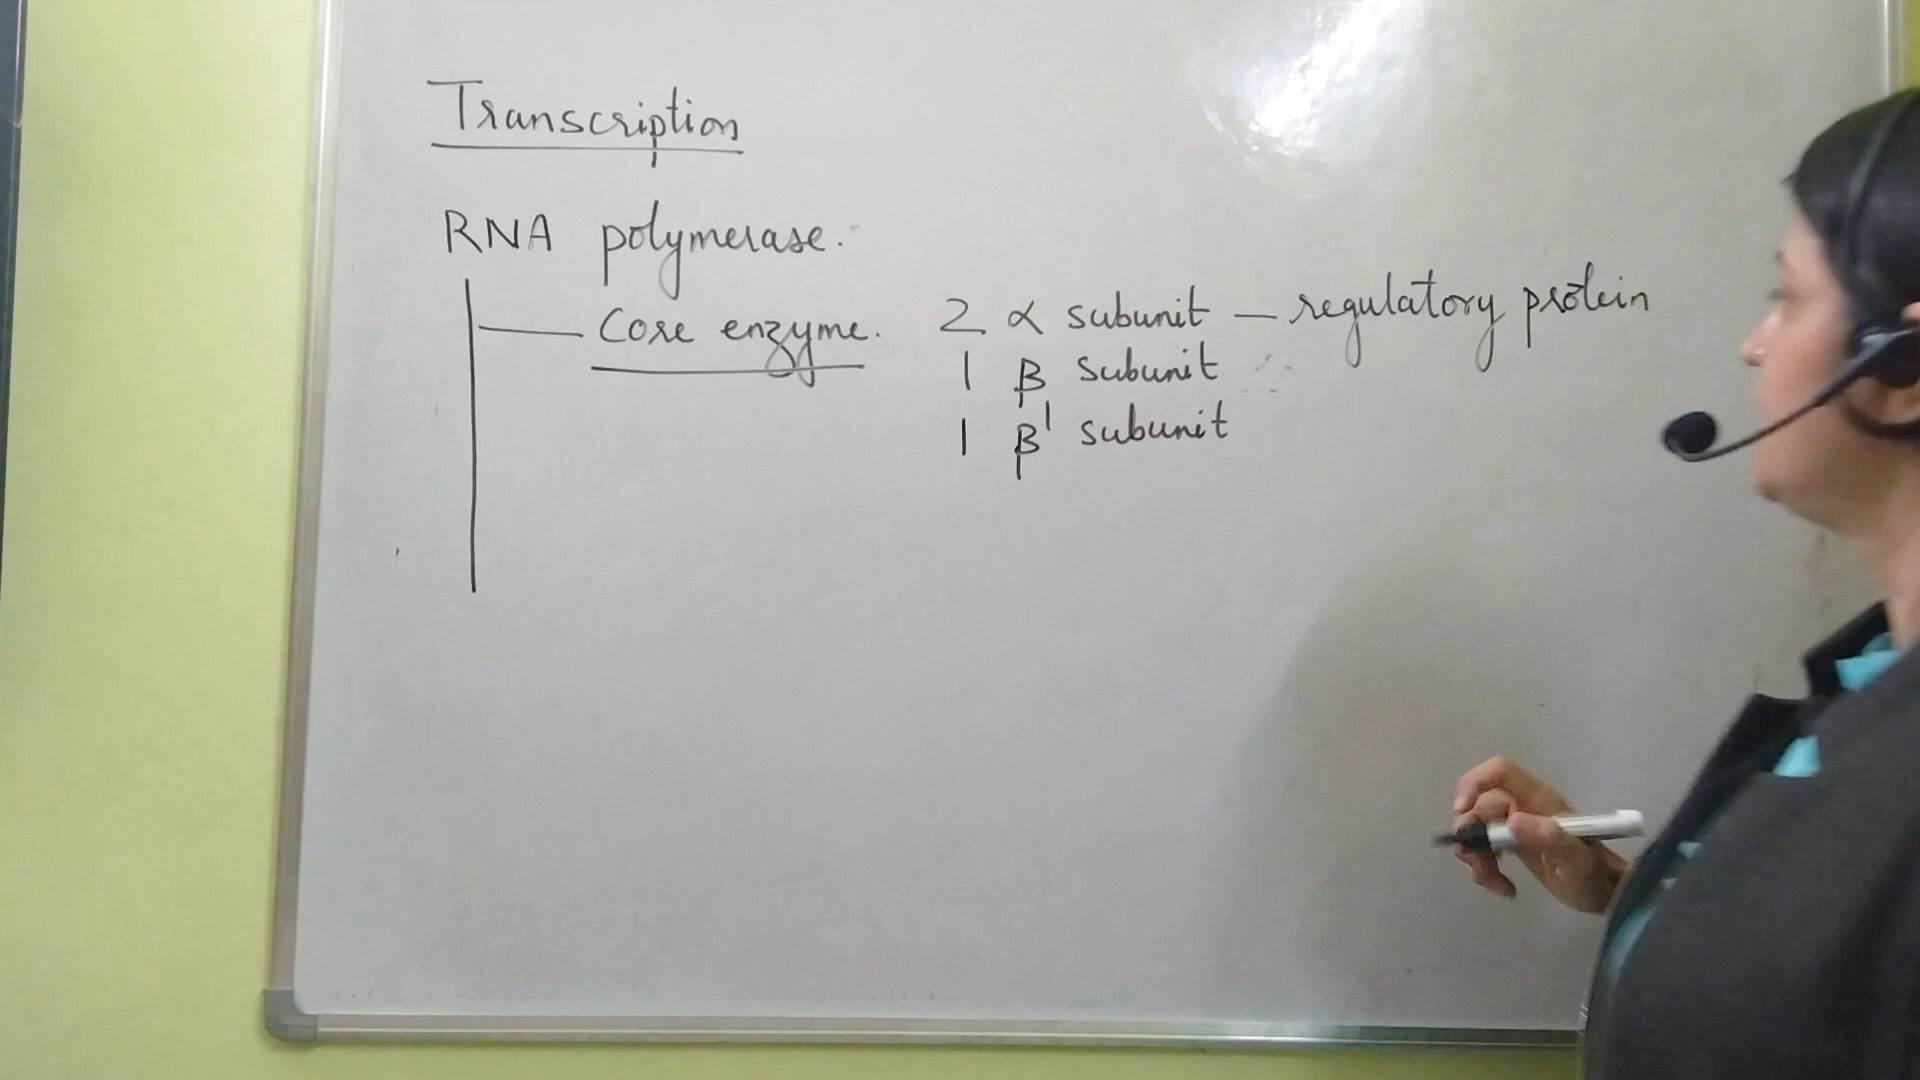 Transcription
RNA polymerase.
Core enzyme. 2 α subunit — regulatory protein
1 β subunit
1 β' subunit